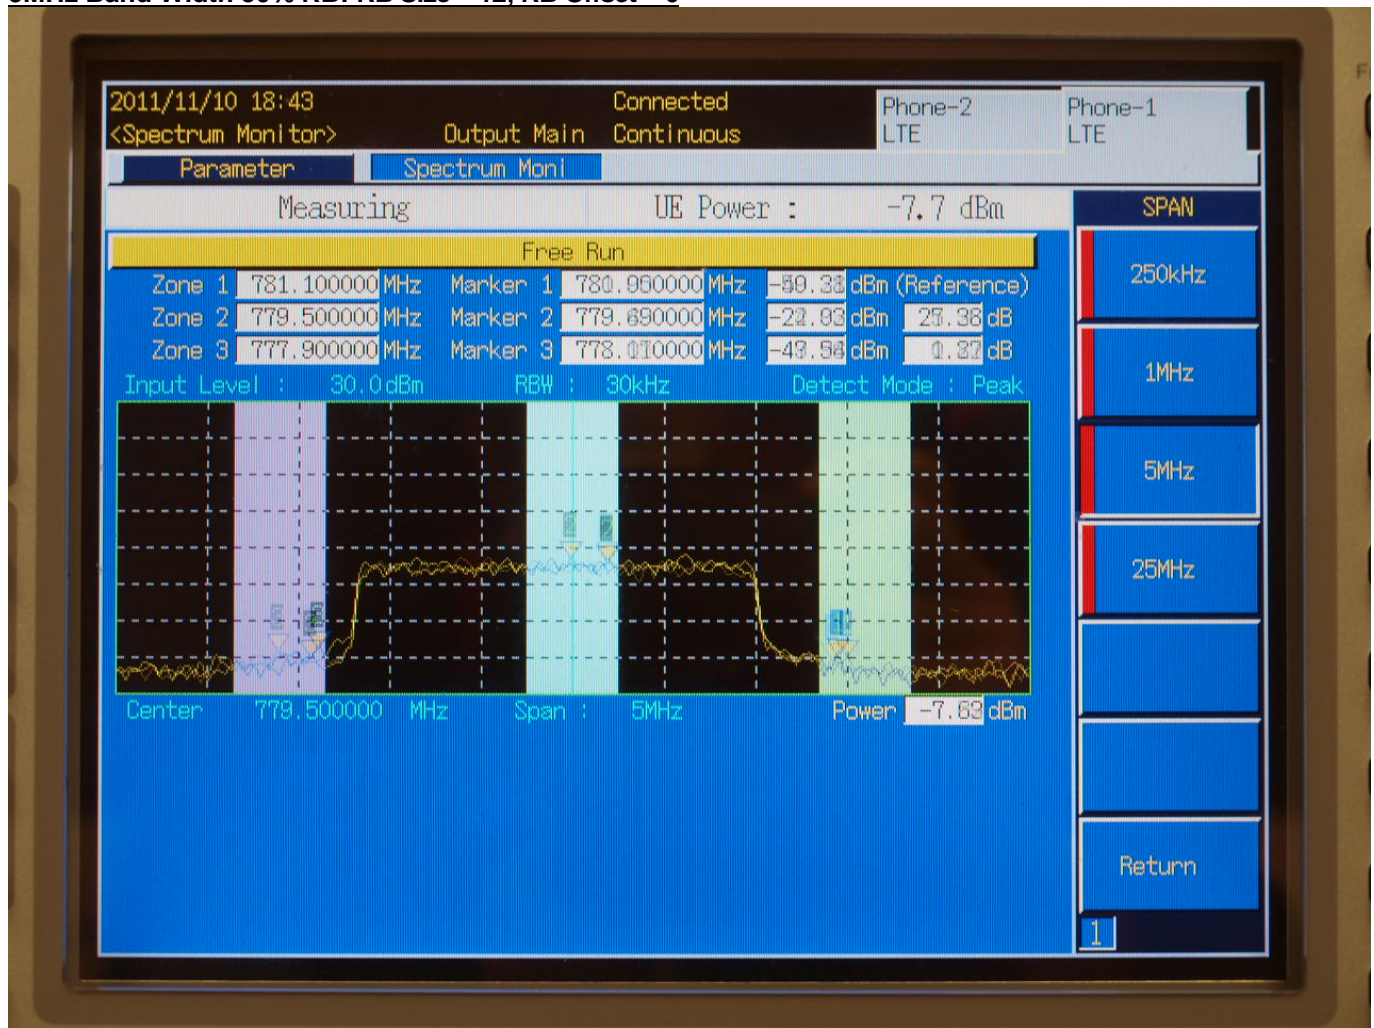 2011/11/10 18:43 Connected Phone-2 Phone-1
<Spectrum Monitor> Output Main Continuous LTE LTE
Parameter Spectrum Moni
Measuring UE Power : -7.7 dBm SPAN
Free Run
Zone 1 781.100000 MHz Marker 1 MHz dBm (Reference) 250kHz
Zone 2 779.500000 MHz Marker 2 779.690000 MHz dBm dB
Zone 3 777.900000 MHz Marker 3 MHz dBm dB
Input Level : 30.0dBm RBW : 30kHz Detect Mode : Peak 1MHz
5MHz
25MHz
Center 779.500000 MHz Span : 5MHz Power dBm
Return
1